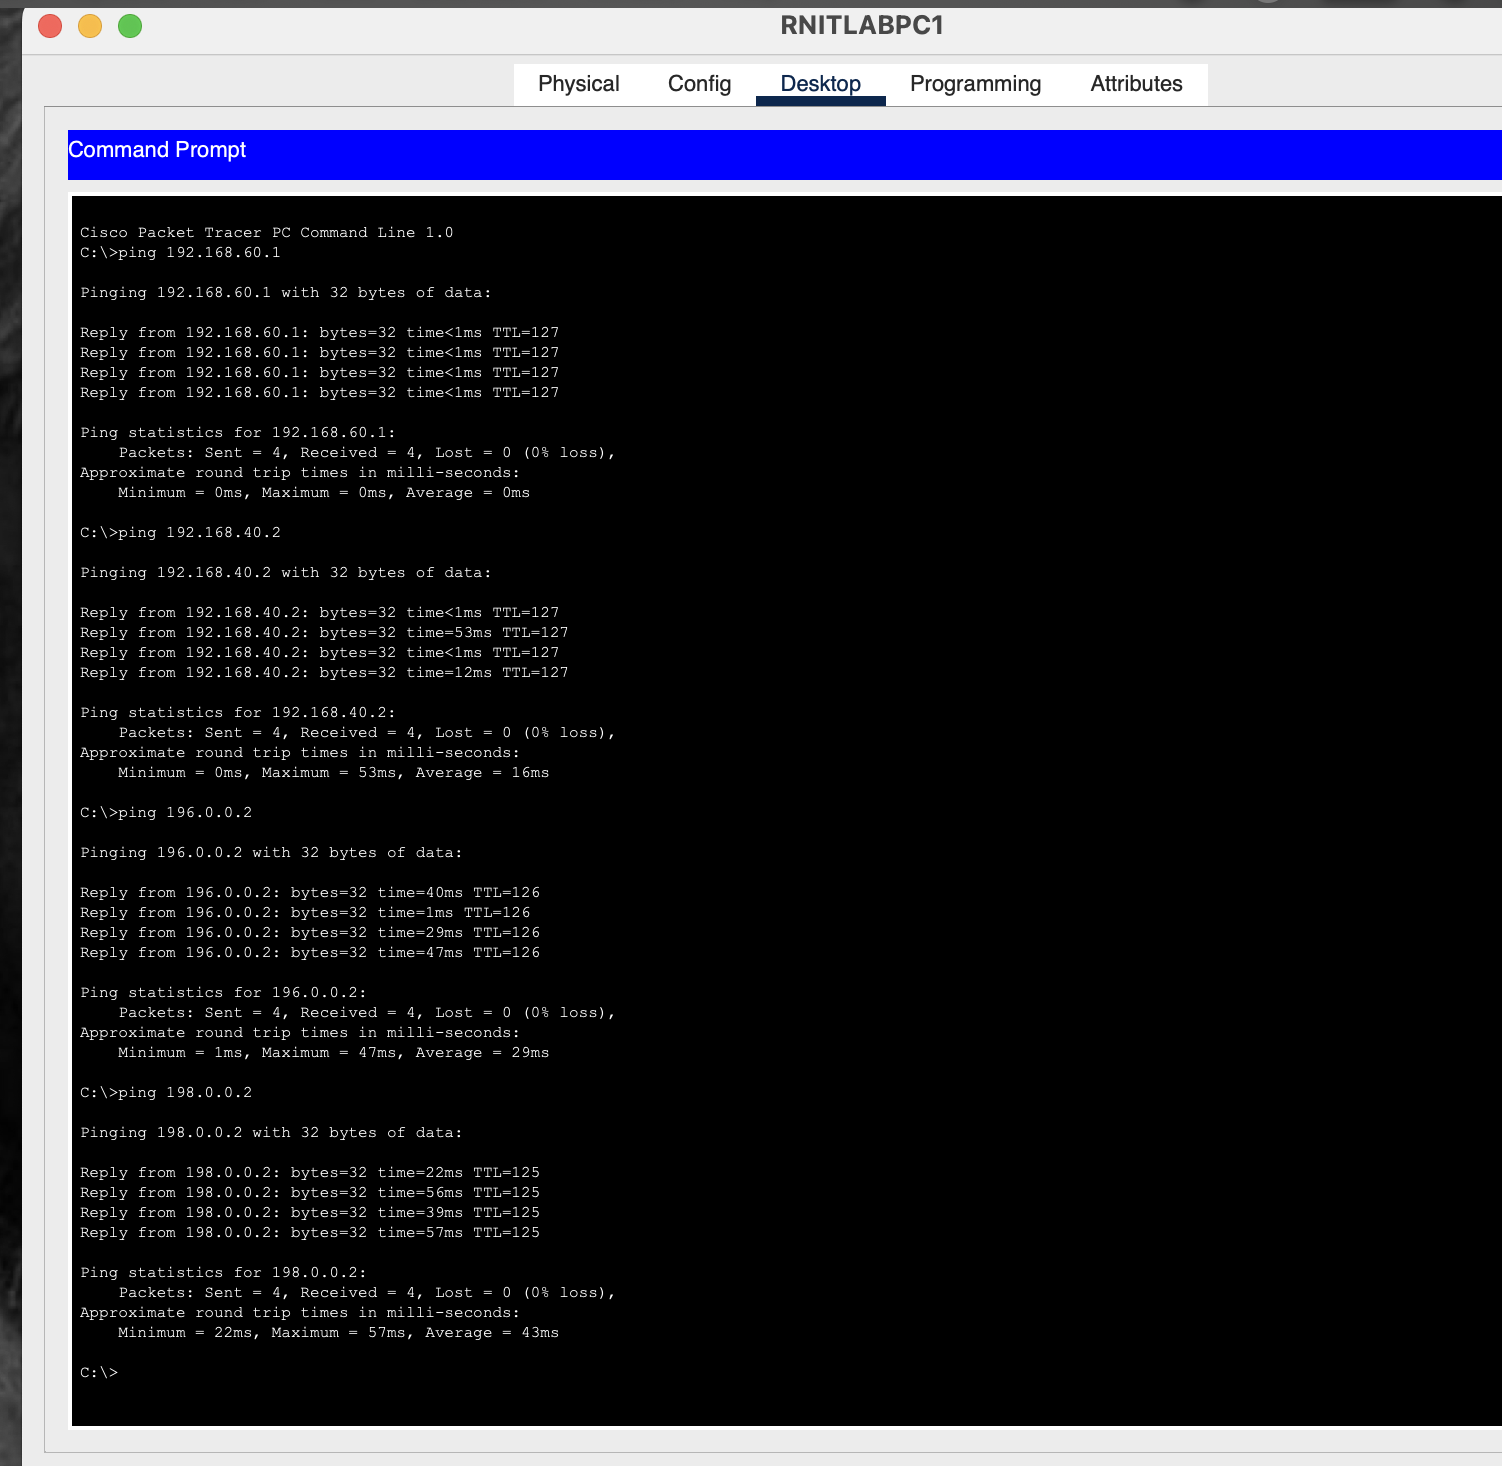 RNITLABPC1
Physical Config Desktop Programming Attributes
Command Prompt
Cisco Packet Tracer PC Command Line 1.0
C:\>ping 192.168.60.1
Pinging 192.168.60.1 with 32 bytes of data:
Reply from 192.168.60.1: bytes=32 time<1ms TTL=127
Reply from 192.168.60.1: bytes=32 time<1ms TTL=127
Reply from 192.168.60.1: bytes=32 time<1ms TTL=127
Reply from 192.168.60.1: bytes=32 time<1ms TTL=127
Ping statistics for 192.168.60.1:
Packets: Sent = 4, Received = 4, Lost = 0 (0% loss),
Approximate round trip times in milli-seconds:
Minimum = 0ms, Maximum = 0ms, Average = 0ms
C:\>ping 192.168.40.2
Pinging 192.168.40.2 with 32 bytes of data:
Reply from 192.168.40.2: bytes=32 time<1ms TTL=127
Reply from 192.168.40.2: bytes=32 time=53ms TTL=127
Reply from 192.168.40.2: bytes=32 time<1ms TTL=127
Reply from 192.168.40.2: bytes=32 time=12ms TTL=127
Ping statistics for 192.168.40.2:
Packets: Sent = 4, Received = 4, Lost = 0 (0% loss),
Approximate round trip times in milli-seconds:
Minimum = 0ms, Maximum = 53ms, Average = 16ms
C:\>ping 196.0.0.2
Pinging 196.0.0.2 with 32 bytes of data:
Reply from 196.0.0.2: bytes=32 time=40ms TTL=126
Reply from 196.0.0.2: bytes=32 time=1ms TTL=126
Reply from 196.0.0.2: bytes=32 time=29ms TTL=126
Reply from 196.0.0.2: bytes=32 time=47ms TTL=126
Ping statistics for 196.0.0.2:
Packets: Sent = 4, Received = 4, Lost = 0 (0% loss),
Approximate round trip times in milli-seconds:
Minimum = 1ms, Maximum = 47ms, Average = 29ms
C:\>ping 198.0.0.2
Pinging 198.0.0.2 with 32 bytes of data:
Reply from 198.0.0.2: bytes=32 time=22ms TTL=125
Reply from 198.0.0.2: bytes=32 time=56ms TTL=125
Reply from 198.0.0.2: bytes=32 time=39ms TTL=125
Reply from 198.0.0.2: bytes=32 time=57ms TTL=125
Ping statistics for 198.0.0.2:
Packets: Sent = 4, Received = 4, Lost = 0 (0% loss),
Approximate round trip times in milli-seconds:
Minimum = 22ms, Maximum = 57ms, Average = 43ms
C:\>